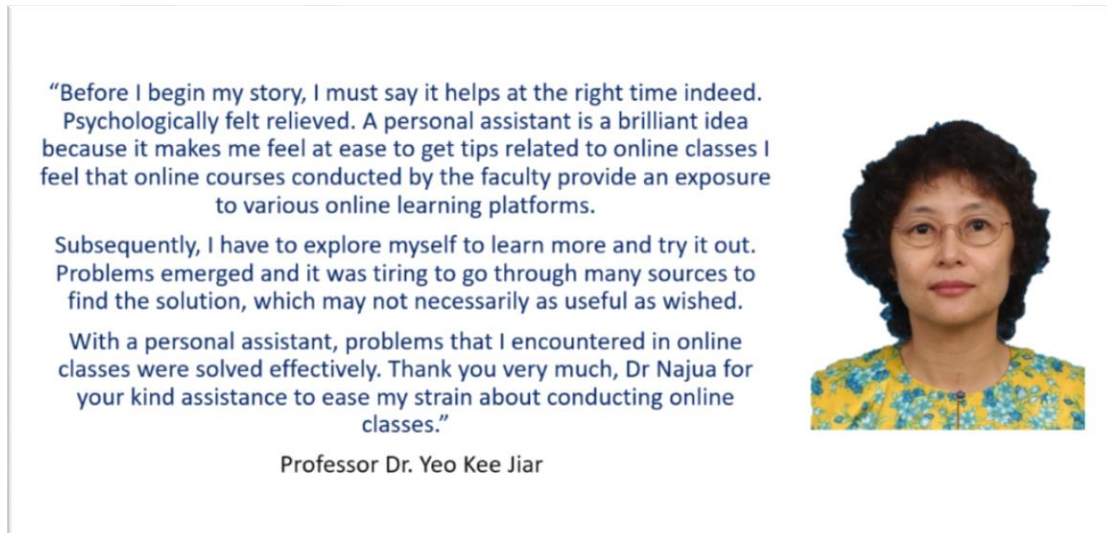 “Before I begin my story, I must say it helps at the right time indeed.
Psychologically felt relieved. A personal assistant is a brilliant idea
because it makes me feel at ease to get tips related to online classes I
feel that online courses conducted by the faculty provide an exposure
to various online learning platforms.
Subsequently, I have to explore myself to learn more and try it out.
Problems emerged and it was tiring to go through many sources to
find the solution, which may not necessarily as useful as wished.
With a personal assistant, problems that I encountered in online
classes were solved effectively. Thank you very much, Dr Najua for
your kind assistance to ease my strain about conducting online
classes.”
Professor Dr. Yeo Kee Jiar